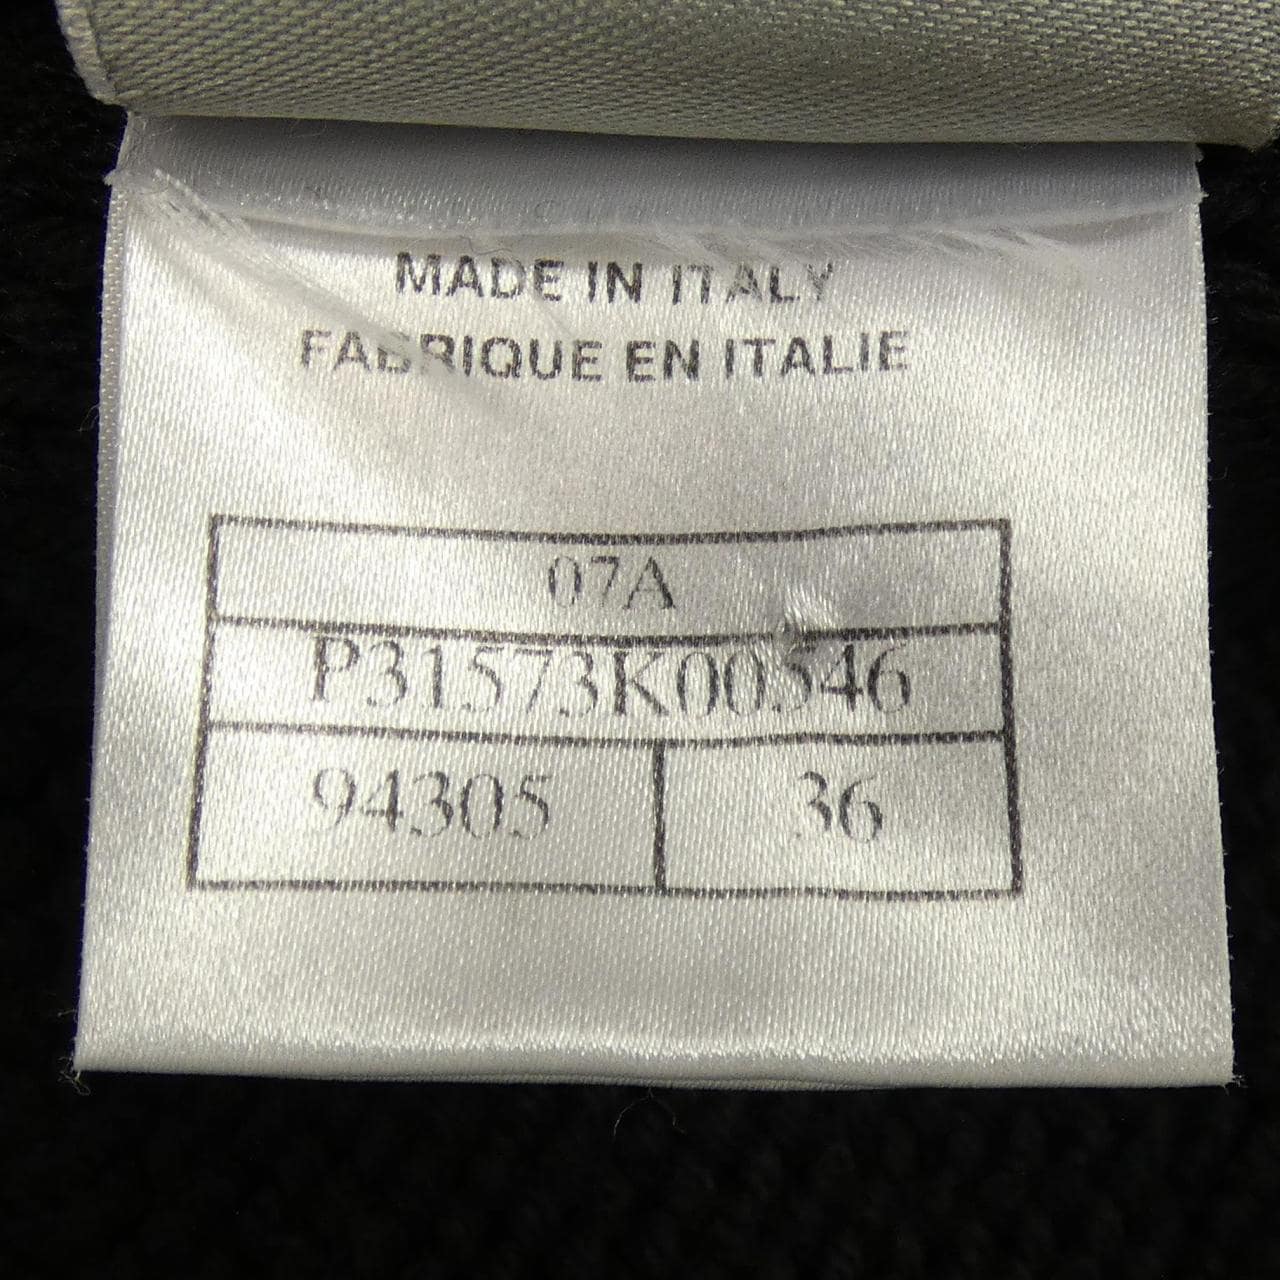 MADE IN ITALY
FABRIQUE EN ITALIE
07A
P31573K00546
94305 36